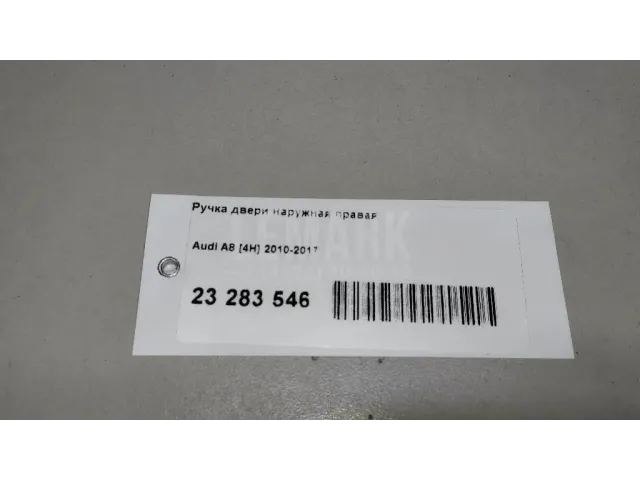 Ручка двери наружная правая
Audi A8 [4H] 2010-2017
23 283 546